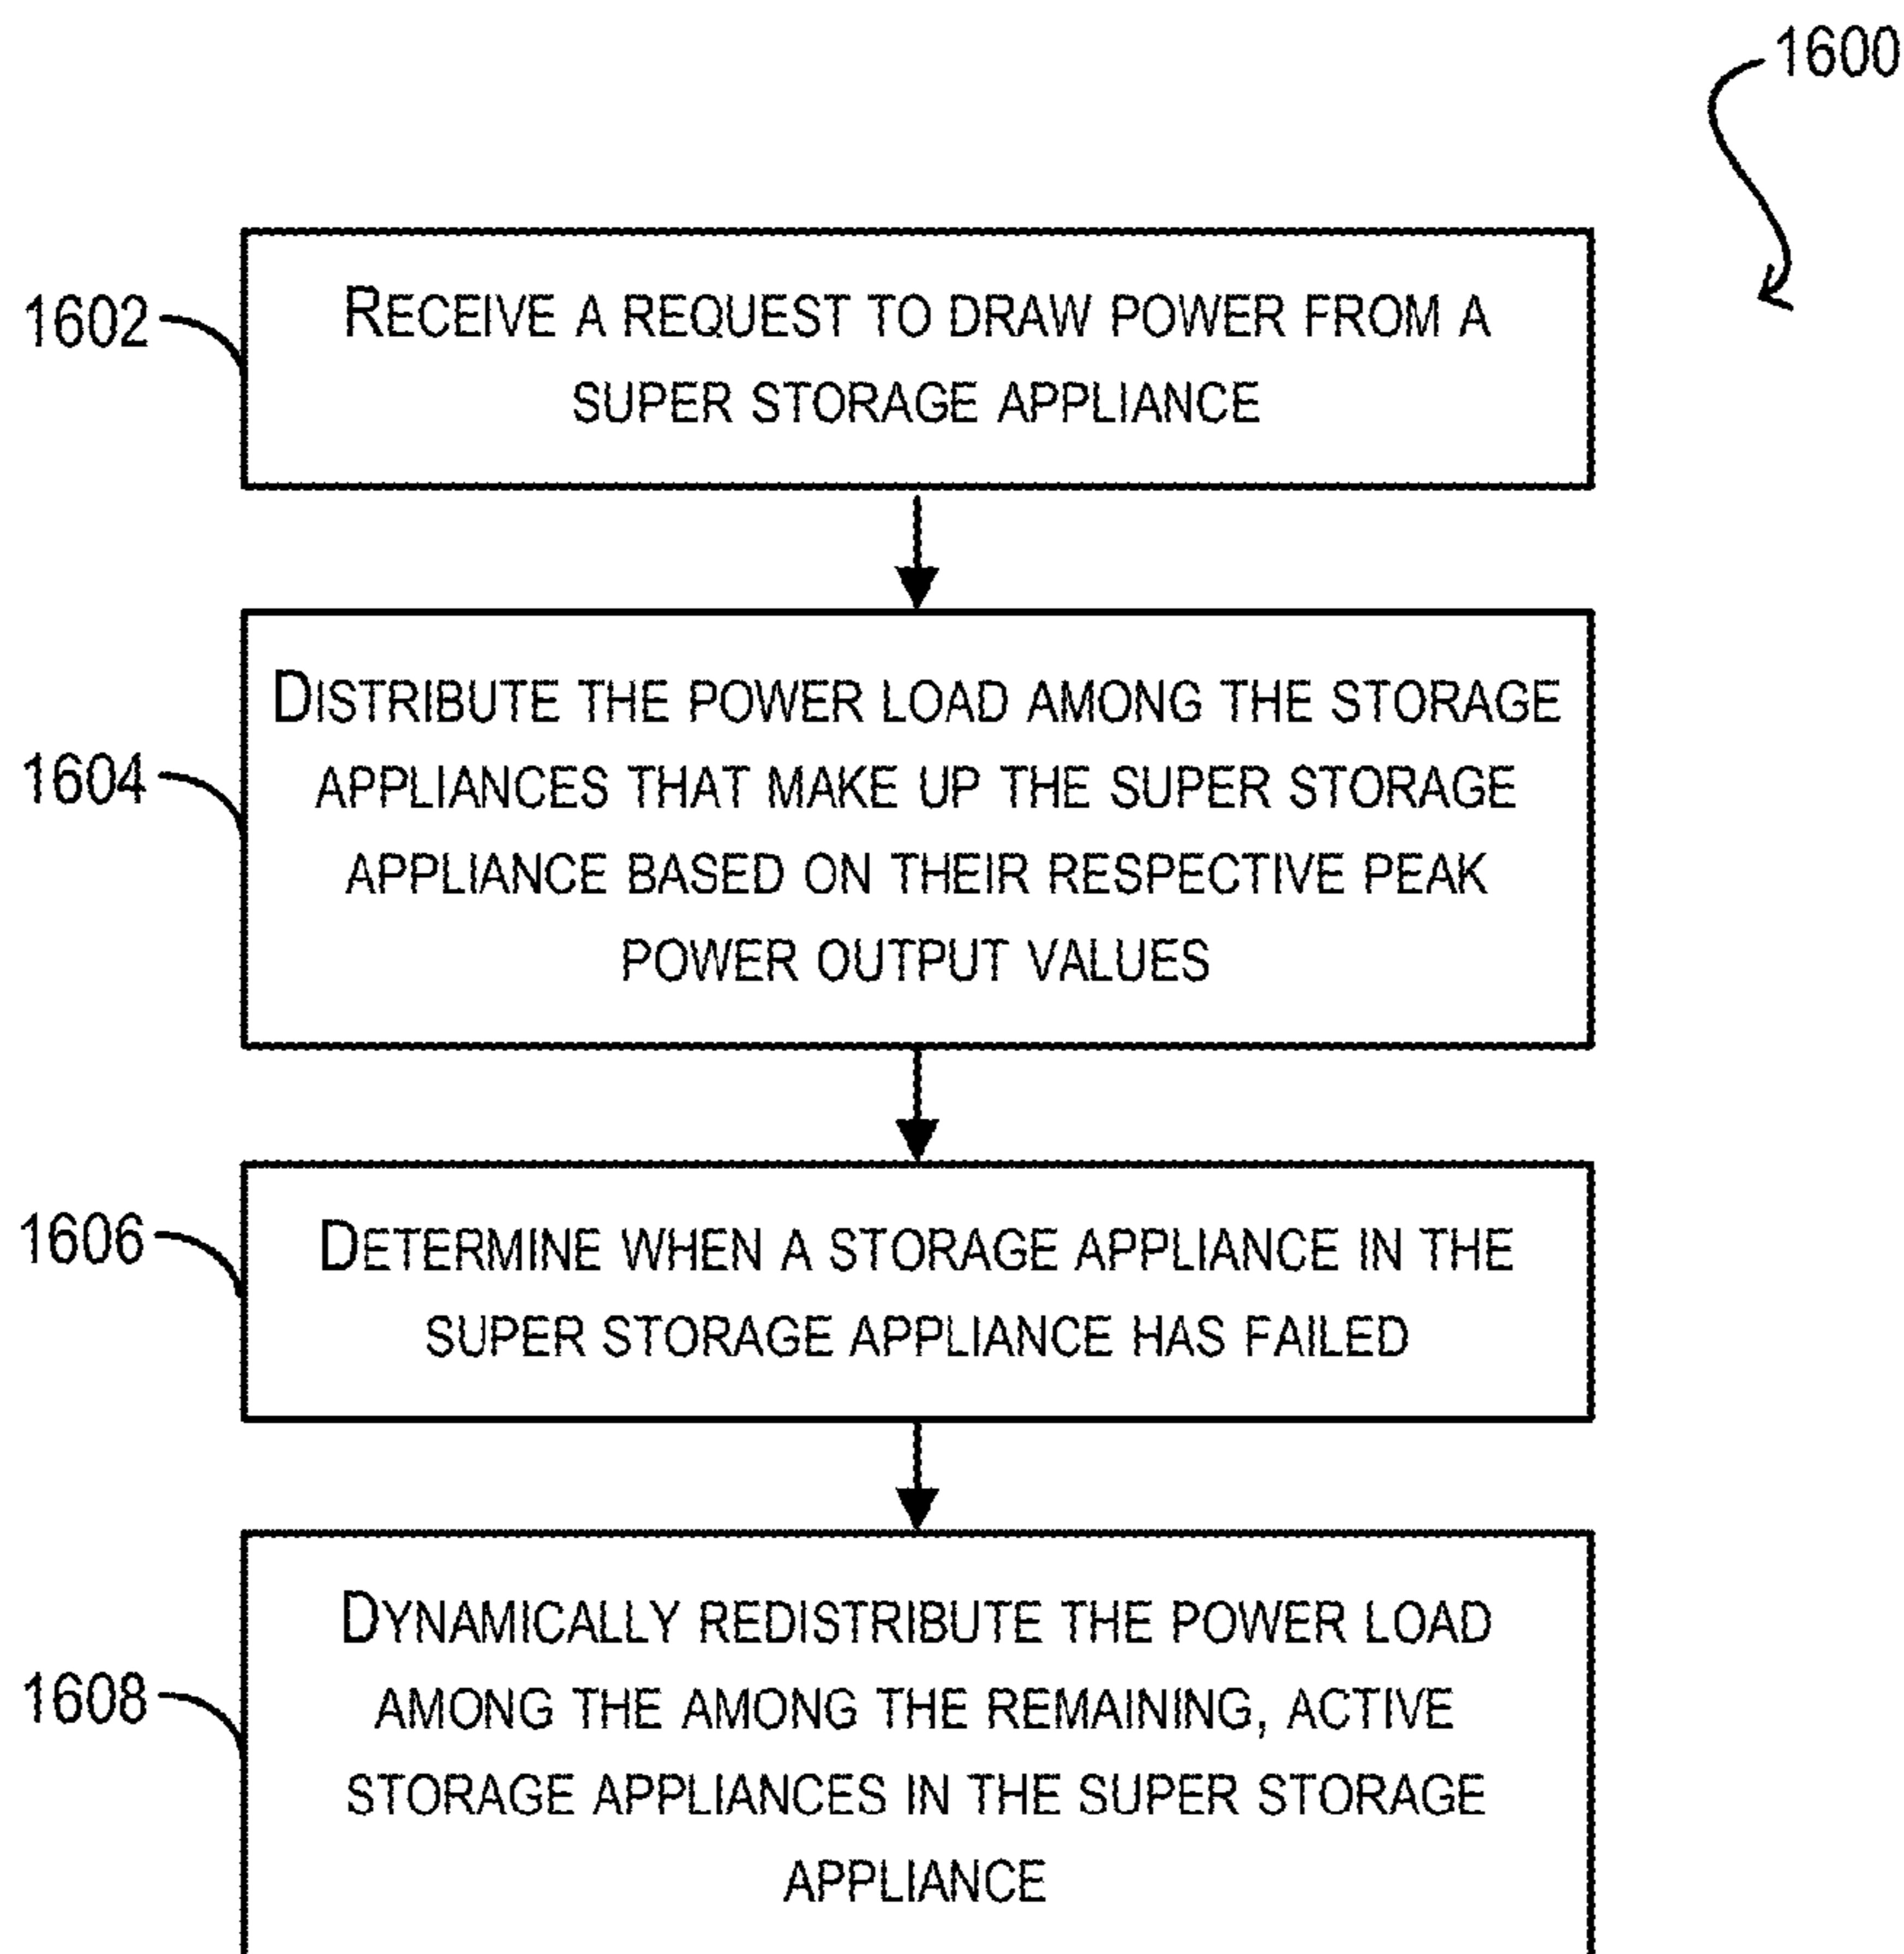 1600
1602
RECEIVE A REQUEST TO DRAW POWER FROM A
SUPER STORAGE APPLIANCE
DISTRIBUTE THE POWER LOAD AMONG THE STORAGE
1604
APPLIANCES THAT MAKE UP THE SUPER STORAGE
APPLIANCE BASED ON THEIR RESPECTIVE PEAK
POWER OUTPUT VALUES
1606
DETERMINE WHEN A STORAGE APPLIANCE IN THE
SUPER STORAGE APPLIANCE HAS FAILED
DYNAMICALLY REDISTRIBUTE THE POWER LOAD
1608
AMONG THE AMONG THE REMAINING, ACTIVE
STORAGE APPLIANCES IN THE SUPER STORAGE
APPLIANCE